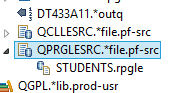 DT433A11.*outq
QCLLESRC.*file.pf-src
QPRGLESRC.*file.pf-src
STUDENTS.rpgle
QGPL.*lib.prod-usr